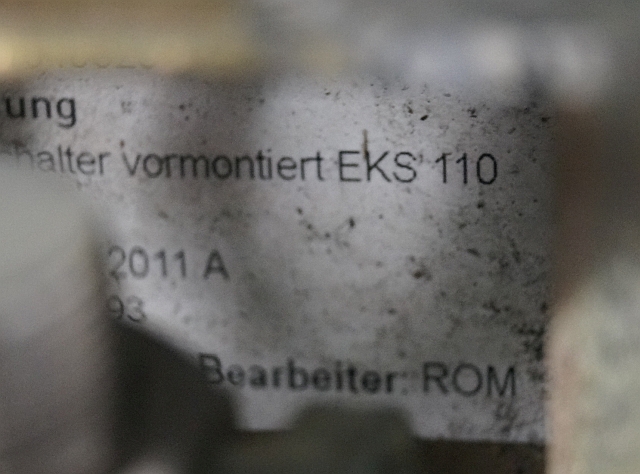 ung
halter vormontiert EKS 110
2011 A
93
Bearbeiter: ROM